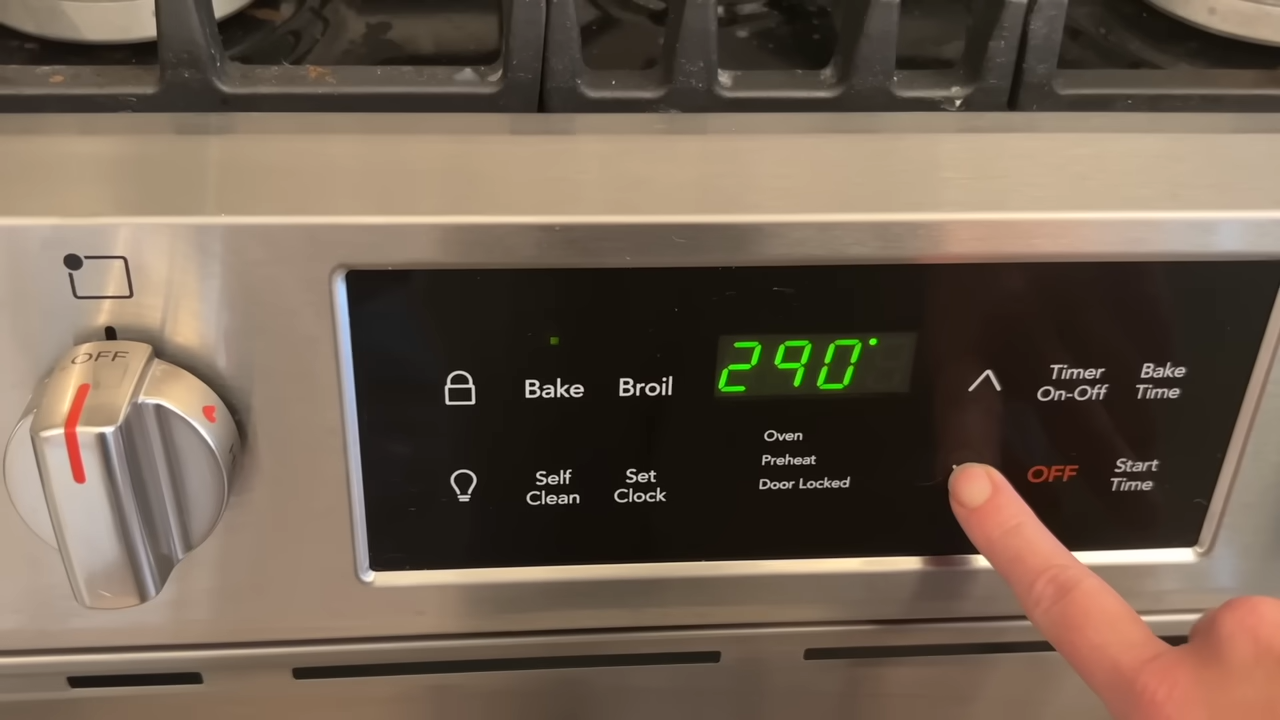 OFF
290°
Bake
Broil
Timer
On-Off
Bake
Time
Oven
Preheat
Door Locked
Self
Clean
Set
Clock
OFF
Start
Time